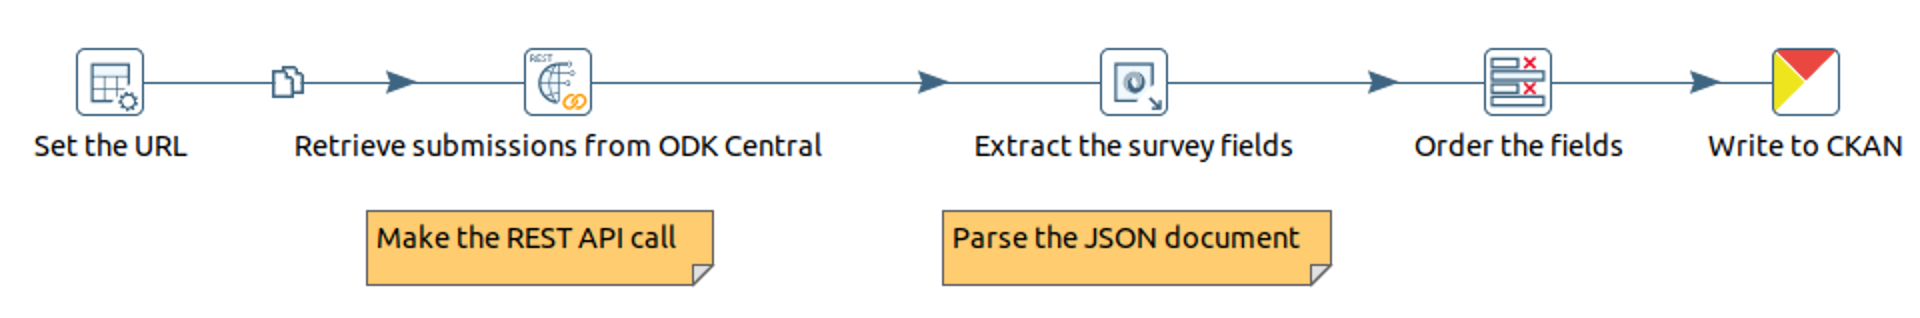 REST
Set the URL
Retrieve submissions from ODK Central
Extract the survey fields
Order the fields
Write to CKAN
Make the REST API call
Parse the JSON document